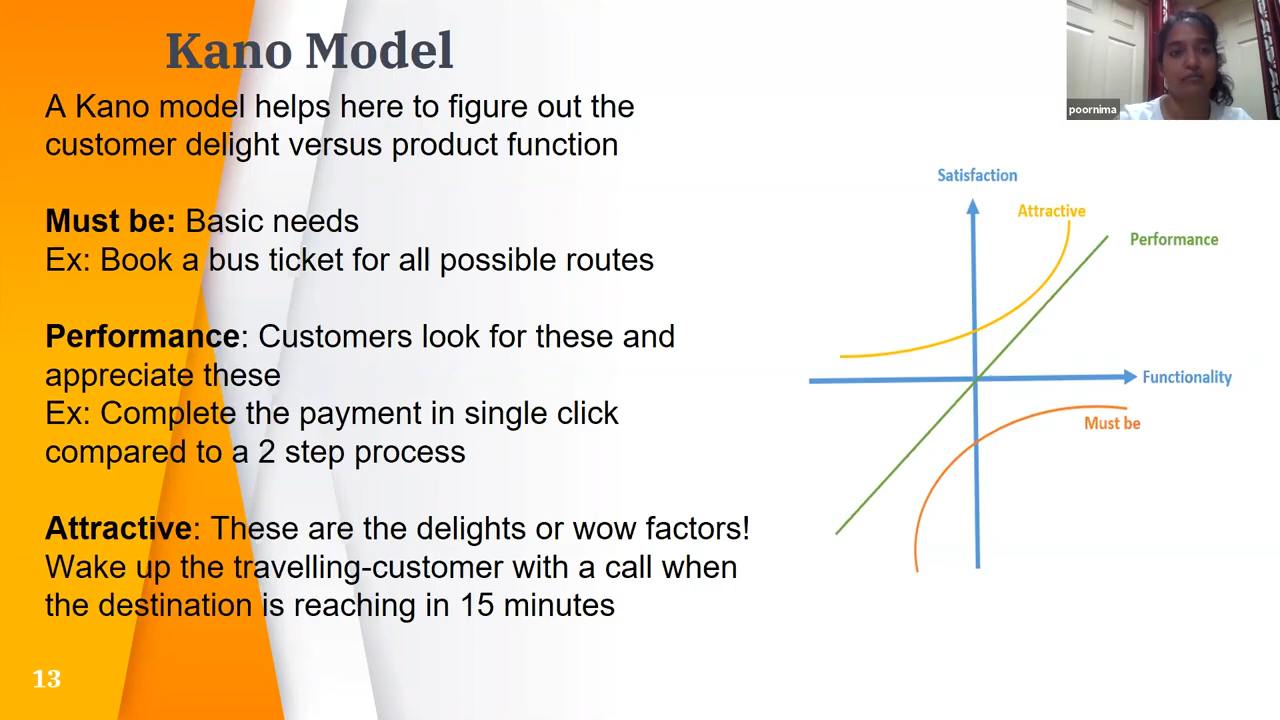 Kano Model
A Kano model helps here to figure out the
customer delight versus product function
Must be: Basic needs
Ex: Book a bus ticket for all possible routes
Performance: Customers look for these and
appreciate these
Ex: Complete the payment in single click
compared to a 2 step process
Attractive: These are the delights or wow factors!
Wake up the travelling-customer with a call when
the destination is reaching in 15 minutes
13
poornima
Satisfaction
Attractive
Performance
Functionality
Must be